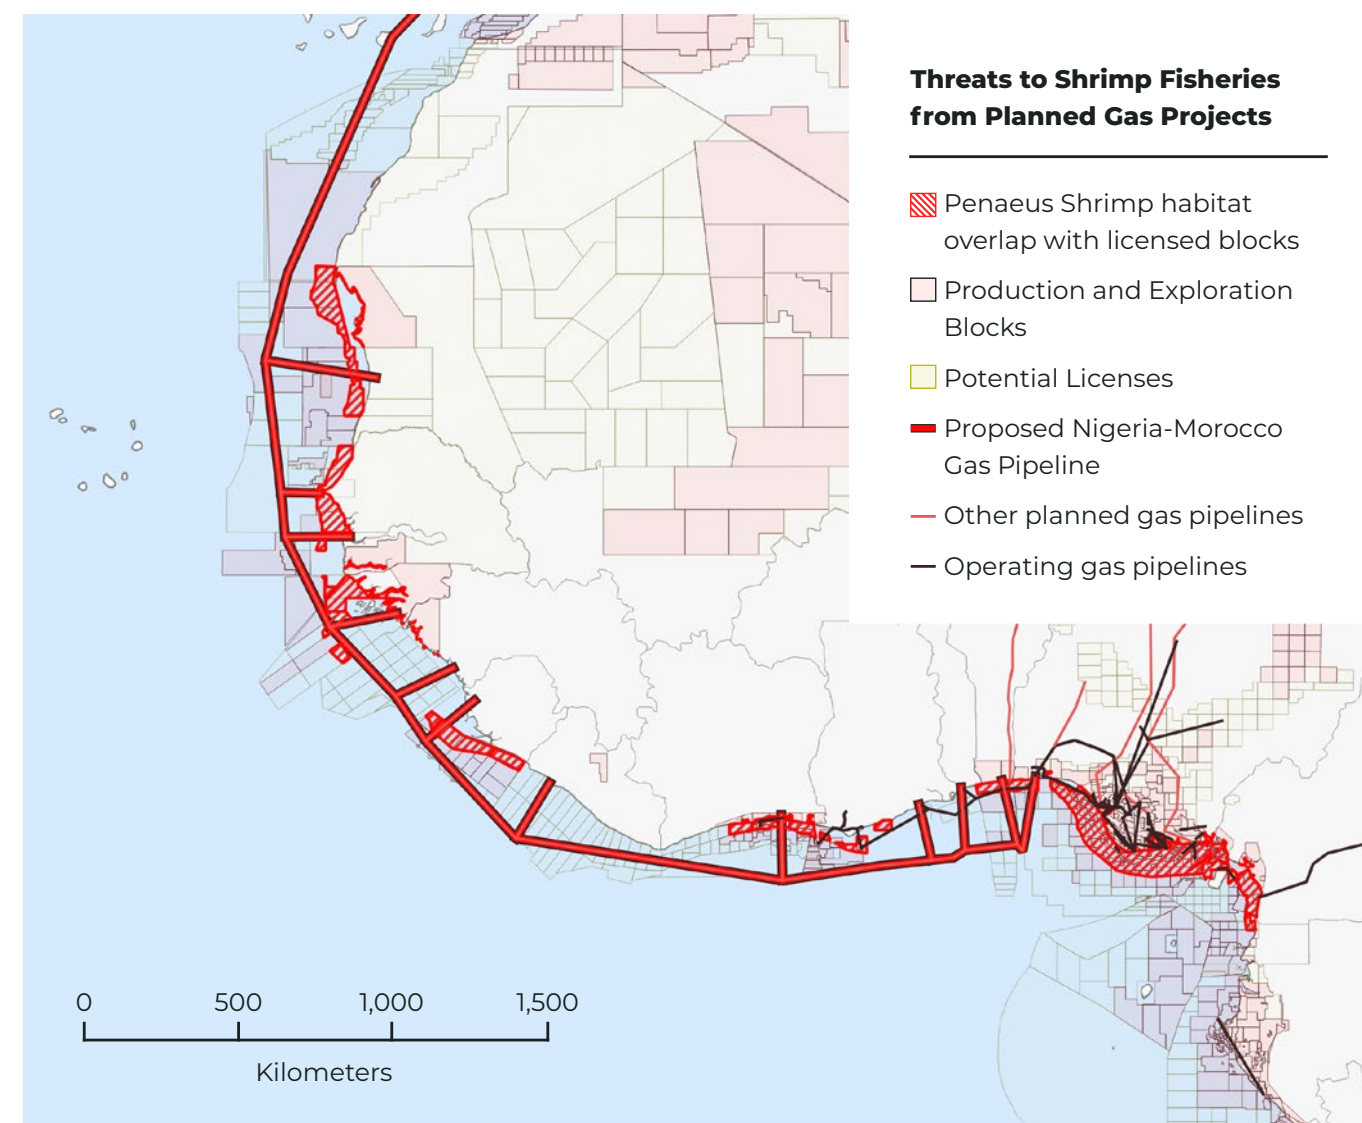 Threats to Shrimp Fisheries
from Planned Gas Projects
Penaeus Shrimp habitat
overlap with licensed blocks
Production and Exploration
Blocks
Potential Licenses
Proposed Nigeria-Morocco
Gas Pipeline
Other planned gas pipelines
Operating gas pipelines
0 500 1,000 1,500
Kilometers